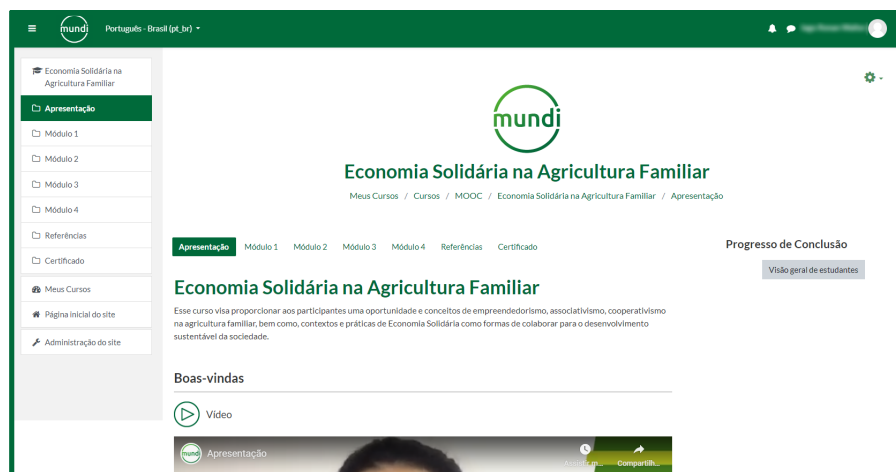 mundi
Português - Brasil (pt_br)
Economia Solidária na
Agricultura Familiar
Apresentação
Módulo 1
Módulo 2
Módulo 3
Módulo 4
Referências
Certificado
Meus Cursos
Página inicial do site
Administração do site
mundi
Economia Solidária na Agricultura Familiar
Meus Cursos / Cursos / MOOC / Economia Solidária na Agricultura Familiar / Apresentação
Apresentação Módulo 1 Módulo 2 Módulo 3 Módulo 4 Referências Certificado
Progresso de Conclusão
Visão geral de estudantes
Economia Solidária na Agricultura Familiar
Esse curso visa proporcionar aos participantes uma oportunidade e conceitos de empreendedorismo, associativismo, cooperativismo
na agricultura familiar, bem como, contextos e práticas de Economia Solidária como formas de colaborar para o desenvolvimento
sustentável da sociedade.
Boas-vindas
Vídeo
mundi Apresentação
Assistir m... Compartilh...